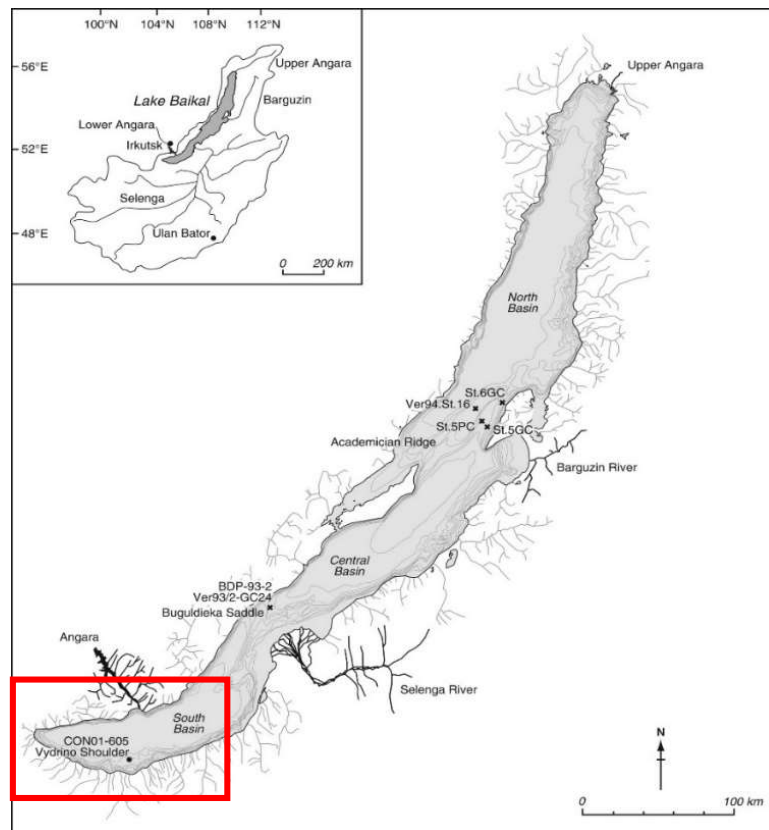 100°N 104°N 108°N 112°N
56°E
Upper Angara
Lake Baikal
Barguzin
Lower Angara
Irkutsk
52°E
Selenga
48°E
Ulan Bator
0 200 km
Upper Angara
North
Basin
St.6GC
Ver94.St.16
St.5PC
St.5GC
Academician Ridge
Barguzin River
Central
Basin
BDP-93-2
Ver93/2-GC24
Buguldieka Saddle
Angara
Selenga River
South
Basin
CON01-605
Vydrino Shoulder
N
0 100 km